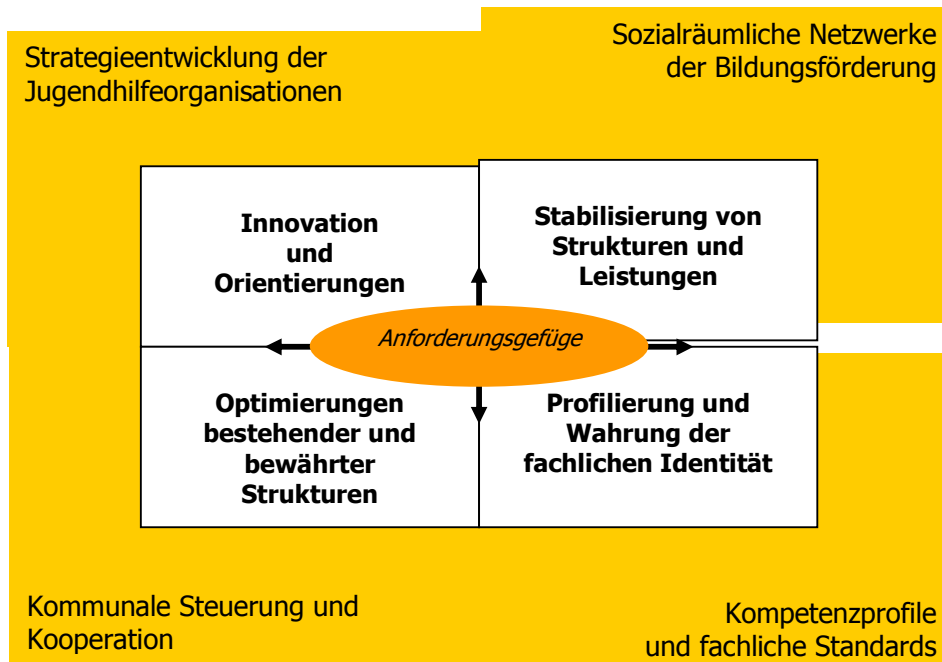 Strategieentwicklung der
Jugendhilfeorganisationen
Sozialräumliche Netzwerke
der Bildungsförderung
Innovation
und
Orientierungen
Stabilisierung von
Strukturen und
Leistungen
Anforderungsgefüge
Optimierungen
bestehender und
bewährter
Strukturen
Profilierung und
Wahrung der
fachlichen Identität
Kommunale Steuerung und
Kooperation
Kompetenzprofile
und fachliche Standards